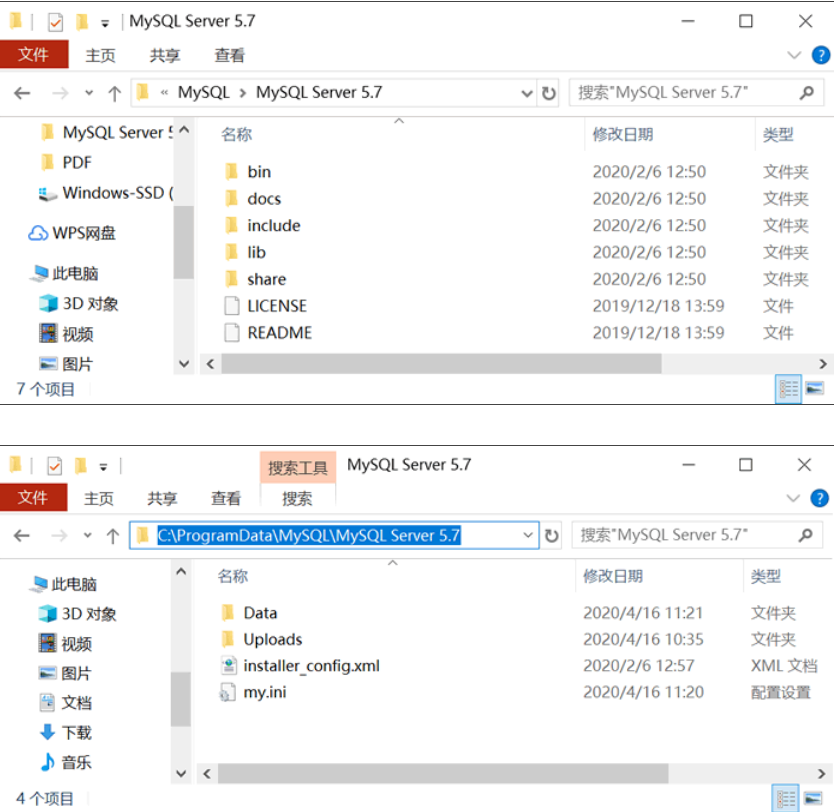 MySQL Server 5.7
文件 主页 共享 查看
« MySQL > MySQL Server 5.7 搜索"MySQL Server 5.7"
名称 修改日期 类型
MySQL Server 5
PDF
Windows-SSD (
WPS网盘
此电脑
3D 对象
视频
图片
bin 2020/2/6 12:50 文件夹
docs 2020/2/6 12:50 文件夹
include 2020/2/6 12:50 文件夹
lib 2020/2/6 12:50 文件夹
share 2020/2/6 12:50 文件夹
LICENSE 2019/12/18 13:59 文件
README 2019/12/18 13:59 文件
7 个项目
搜索工具 MySQL Server 5.7
文件 主页 共享 查看 搜索
C:\ProgramData\MySQL\MySQL Server 5.7 搜索"MySQL Server 5.7"
名称 修改日期 类型
此电脑
3D 对象
视频
图片
文档
下载
音乐
Data 2020/4/16 11:21 文件夹
Uploads 2020/4/16 10:35 文件夹
installer_config.xml 2020/2/6 12:57 XML 文档
my.ini 2020/4/16 11:20 配置设置
4 个项目